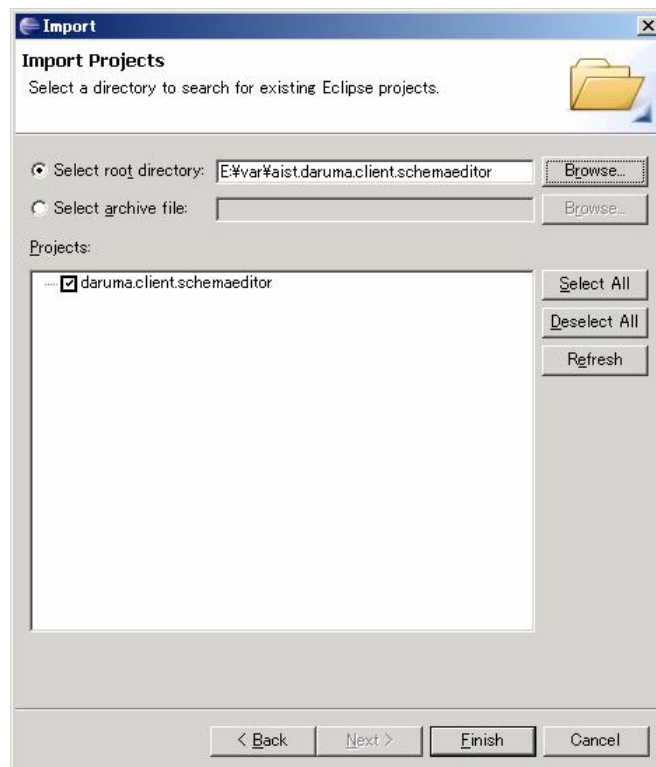 Import
Import Projects
Select a directory to search for existing Eclipse projects.
Select root directory: E:¥var¥aist.daruma.client.schemaeditor Browse...
Select archive file: Browse...
Projects:
daruma.client.schemaeditor
Select All
Deselect All
Refresh
< Back Next > Finish Cancel